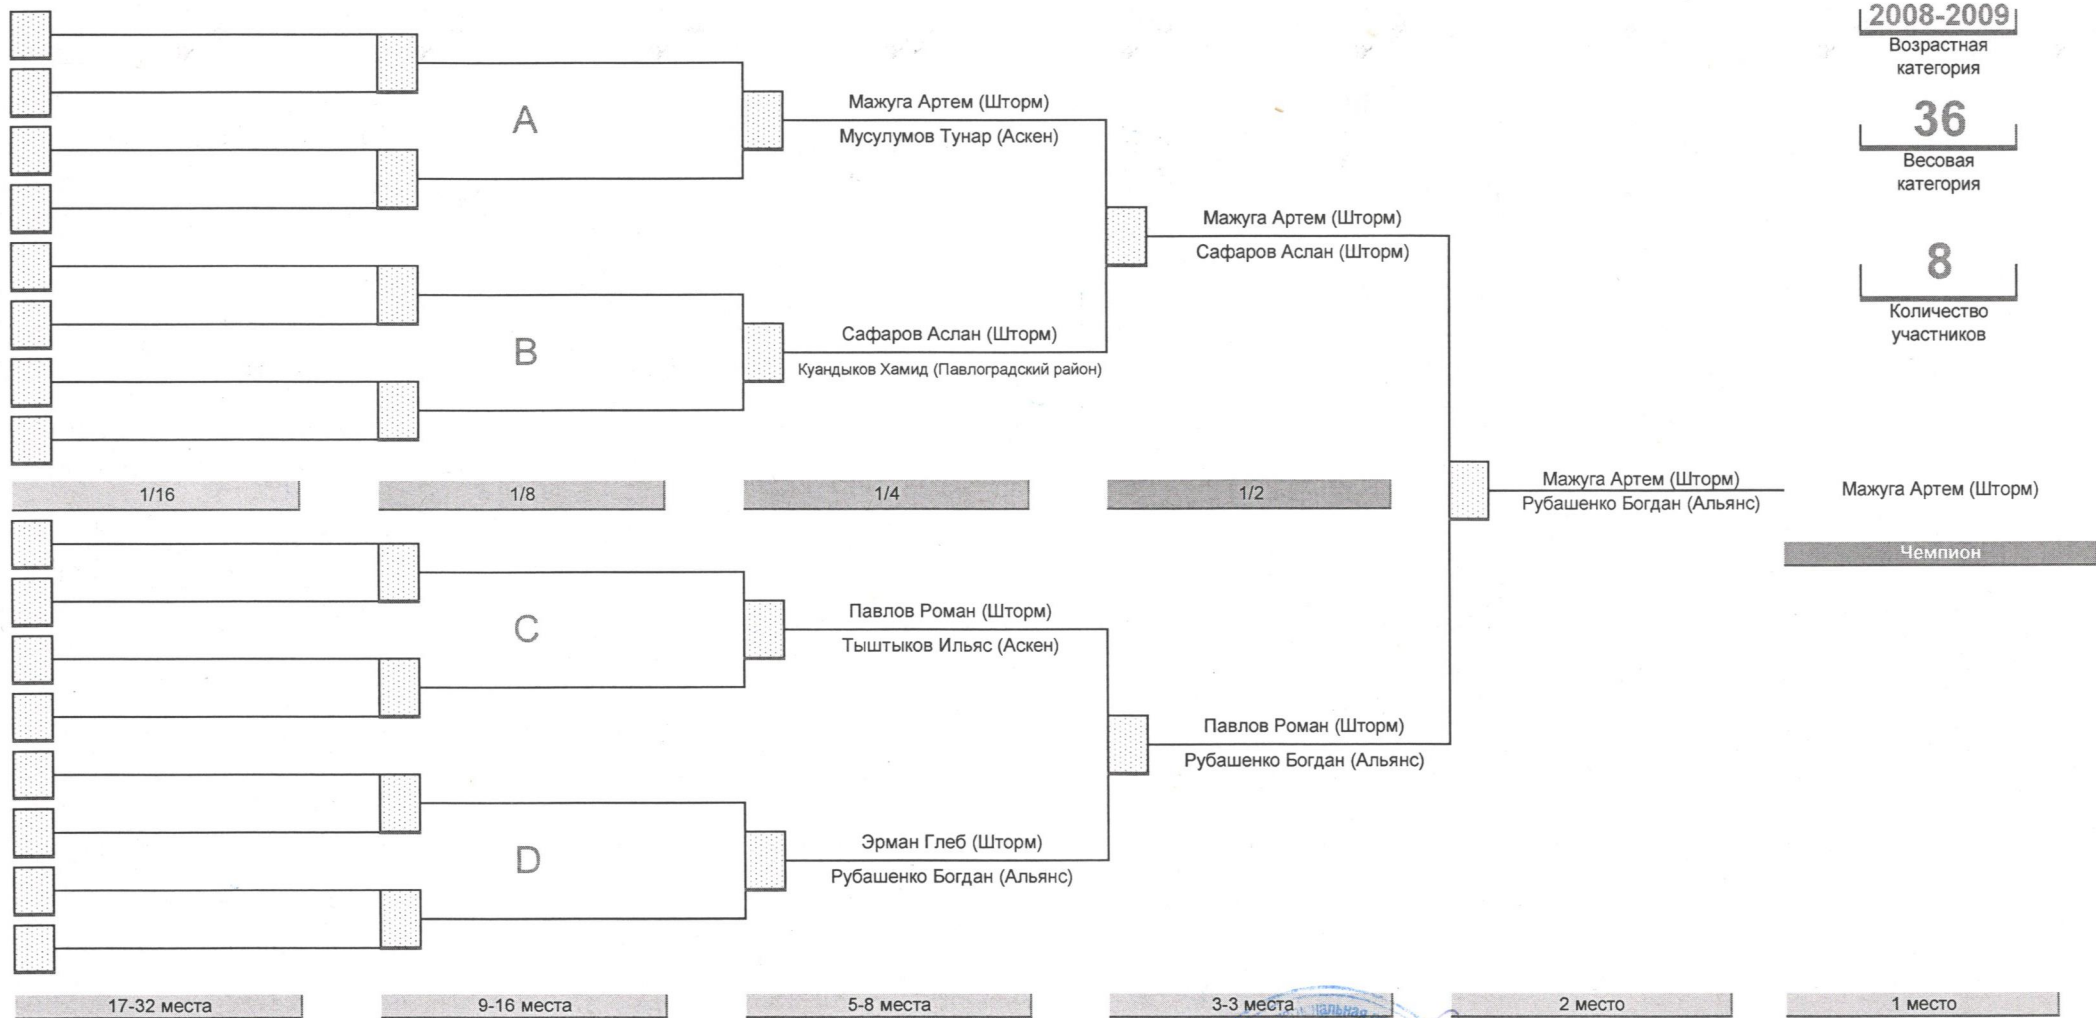 2008-2009
Возрастная
категория
36
Весовая
категория
8
Количество
участников
A
Мажуга Артем (Шторм)
Мусулумов Тунар (Аскен)
Мажуга Артем (Шторм)
Сафаров Аслан (Шторм)
B
Сафаров Аслан (Шторм)
Куандыков Хамид (Павлоградский район)
1/16
1/8
1/4
1/2
Мажуга Артем (Шторм)
Рубашенко Богдан (Альянс)
Мажуга Артем (Шторм)
Чемпион
C
Павлов Роман (Шторм)
Тыштыков Ильяс (Аскен)
Павлов Роман (Шторм)
Рубашенко Богдан (Альянс)
D
Эрман Глеб (Шторм)
Рубашенко Богдан (Альянс)
17-32 места
9-16 места
5-8 места
3-3 места
2 место
1 место